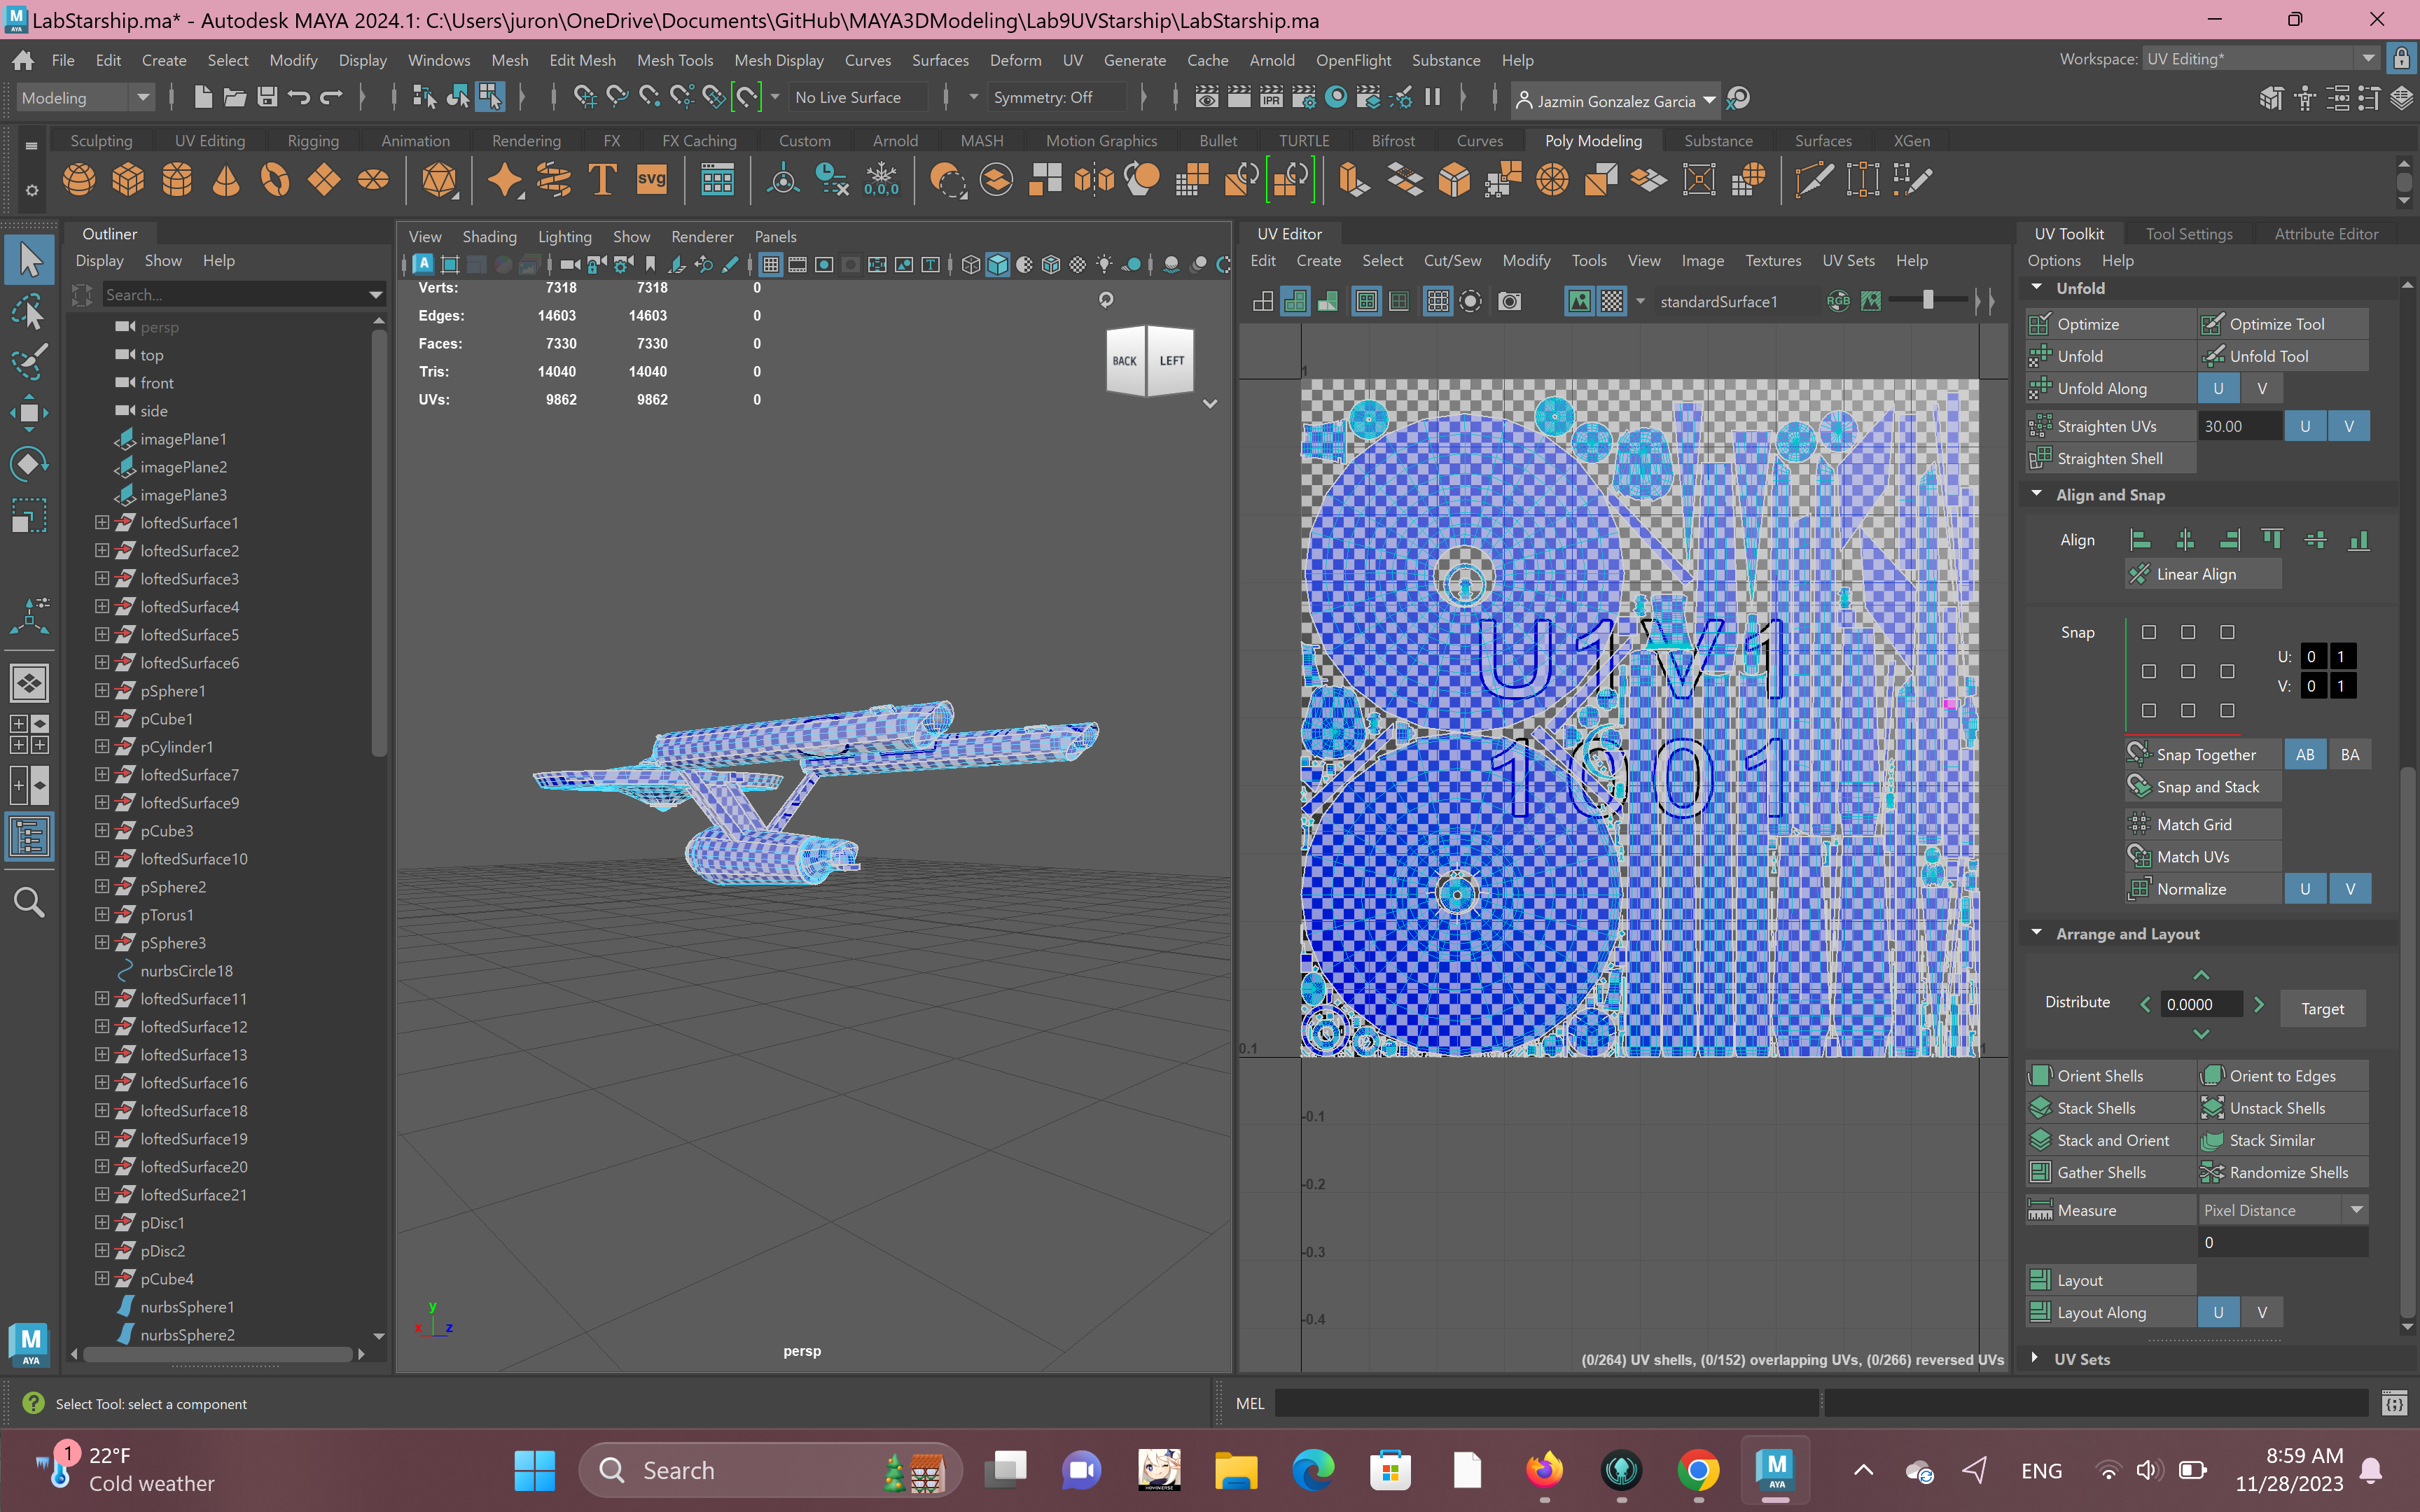 LabStarship.ma* - Autodesk MAYA 2024.1: C:\Users\juron\OneDrive\Documents\GitHub\MAYA3DModeling\Lab9UVStarship\LabStarship.ma
File Edit Create Select Modify Display Windows Mesh Edit Mesh Mesh Tools Mesh Display Curves Surfaces Deform UV Generate Cache Arnold OpenFlight Substance Help
Workspace: UV Editing*
Modeling
No Live Surface
Symmetry: Off
IPR
Jazmin Gonzalez Garcia
Sculpting UV Editing Rigging Animation Rendering FX FX Caching Custom Arnold MASH Motion Graphics Bullet TURTLE Bifrost Curves Poly Modeling Substance Surfaces XGen
T svg 0,0,0
Outliner
Display Show Help
Search...
persp
top
front
side
imagePlane1
imagePlane2
imagePlane3
loftedSurface1
loftedSurface2
loftedSurface3
loftedSurface4
loftedSurface5
loftedSurface6
pSphere1
pCube1
pCylinder1
loftedSurface7
loftedSurface9
pCube3
loftedSurface10
pSphere2
pTorus1
pSphere3
nurbsCircle18
loftedSurface11
loftedSurface12
loftedSurface13
loftedSurface16
loftedSurface18
loftedSurface19
loftedSurface20
loftedSurface21
pDisc1
pDisc2
pCube4
nurbsSphere1
nurbsSphere2
View Shading Lighting Show Renderer Panels
Verts: 7318 7318 0
Edges: 14603 14603 0
Faces: 7330 7330 0
Tris: 14040 14040 0
UVs: 9862 9862 0
BACK LEFT
y
x z
persp
UV Editor
Edit Create Select Cut/Sew Modify Tools View Image Textures UV Sets Help
standardSurface1
RGB
1
U1V1
1001
0.1
1
-0.1
-0.2
-0.3
-0.4
(0/264) UV shells, (0/152) overlapping UVs, (0/266) reversed UVs
UV Toolkit Tool Settings Attribute Editor
Options Help
Unfold
Optimize Optimize Tool
Unfold Unfold Tool
Unfold Along U V
Straighten UVs 30.00 U V
Straighten Shell
Align and Snap
Align
Linear Align
Snap
U: 0 1
V: 0 1
Snap Together AB BA
Snap and Stack
Match Grid
Match UVs
Normalize U V
Arrange and Layout
Distribute 0.0000 Target
Orient Shells Orient to Edges
Stack Shells Unstack Shells
Stack and Orient Stack Similar
Gather Shells Randomize Shells
Measure Pixel Distance
0
Layout
Layout Along U V
UV Sets
M
AYA
Select Tool: select a component
MEL
1
22°F
Cold weather
Search
ENG
8:59 AM
11/28/2023